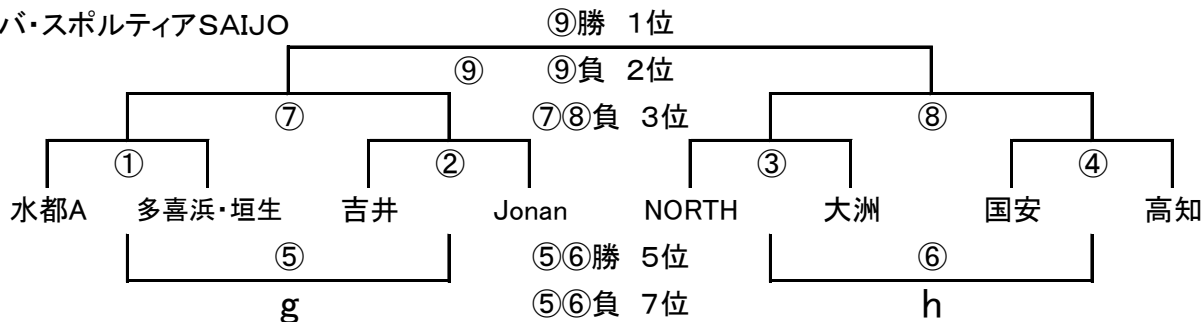 バ・スポルティアSAIJO
⑨勝 1位
⑨ ⑨負 2位
⑦ ⑦⑧負 3位 ⑧
① ② ③ ④
水都A 多喜浜・垣生 吉井 Jonan NORTH 大洲 国安 高知
⑤ ⑤⑥勝 5位 ⑥
g ⑤⑥負 7位 h